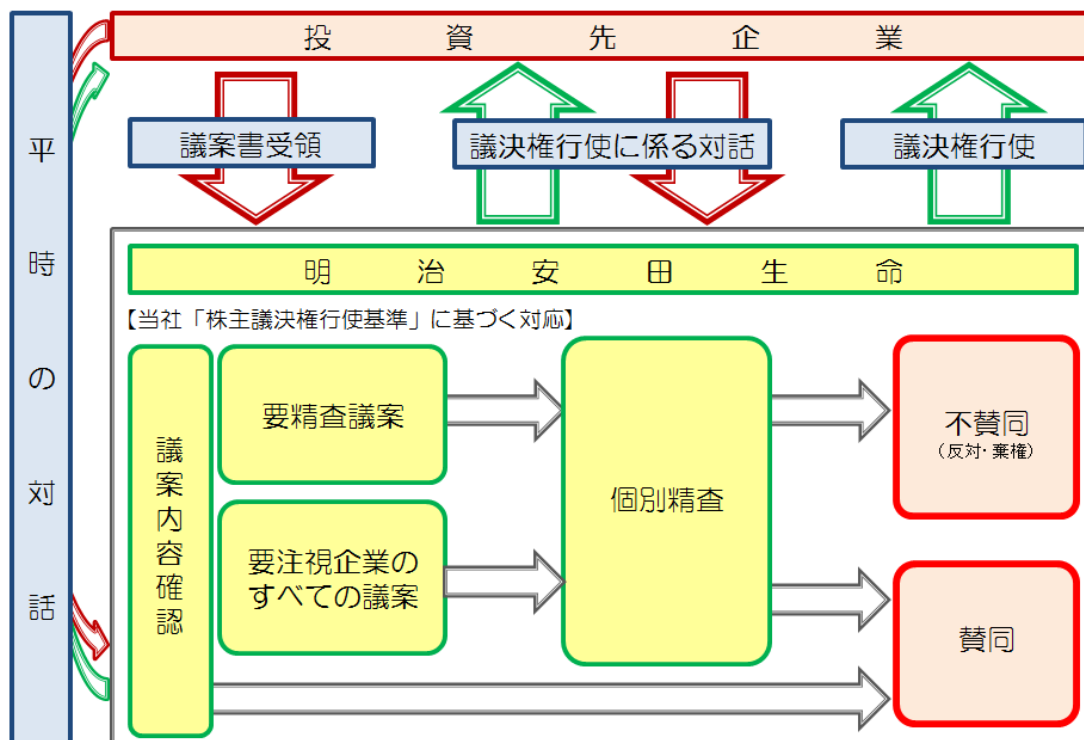 投資先企業
平時の対話
議案書受領
議決権行使に係る対話
議決権行使
明治安田生命
【当社「株主議決権行使基準」に基づく対応】
議案内容確認
要精査議案
要注視企業の
すべての議案
個別精査
不賛同
（反対・棄権）
賛同